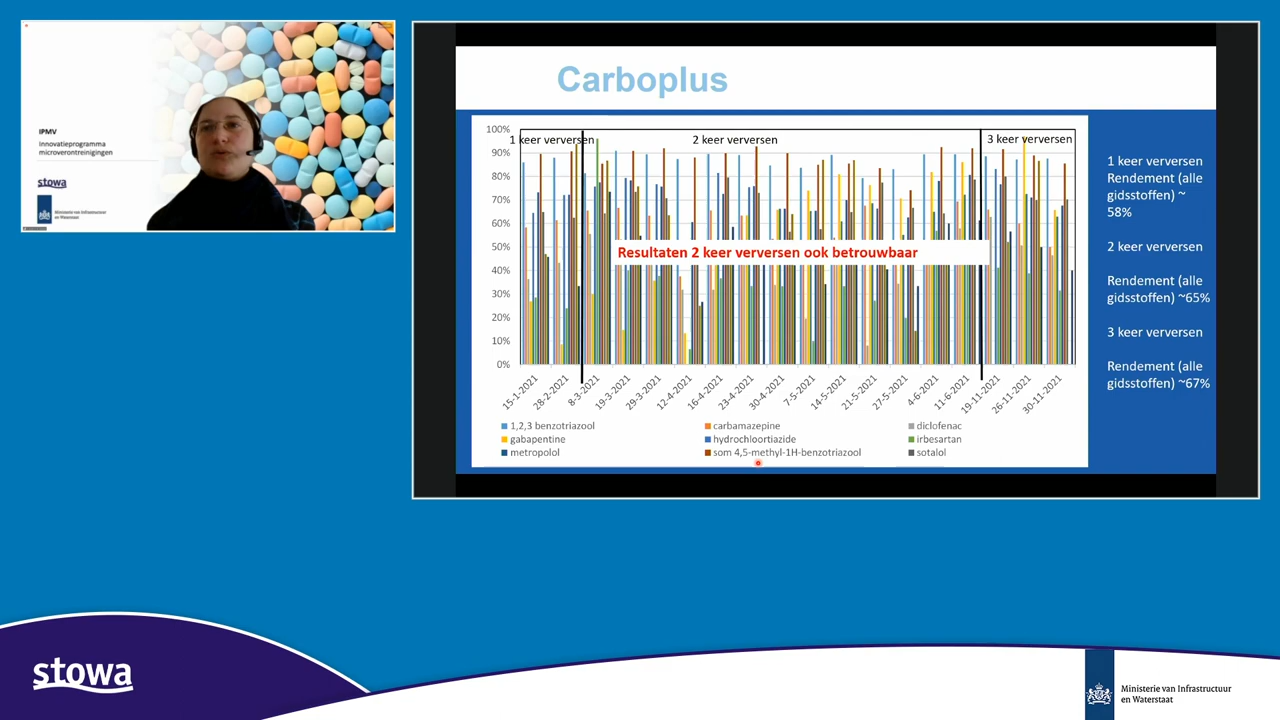 IPMV
Innovatieprogramma
microverontreinigingen
stowa
Ministerie van Infrastructuur
en Waterstaat
Carboplus
1 keer verversen
2 keer verversen
3 keer verversen
100%
90%
80%
70%
60%
50%
40%
30%
20%
10%
0%
Resultaten 2 keer verversen ook betrouwbaar
15-1-2021
28-2-2021
8-3-2021
19-3-2021
29-3-2021
12-4-2021
16-4-2021
23-4-2021
30-4-2021
7-5-2021
14-5-2021
21-5-2021
27-5-2021
4-6-2021
11-6-2021
19-11-2021
26-11-2021
30-11-2021
1,2,3 benzotriazool
carbamazepine
diclofenac
gabapentine
hydrochloortiazide
irbesartan
metropolol
som 4,5-methyl-1H-benzotriazool
sotalol
1 keer verversen
Rendement (alle
gidsstoffen) ~
58%
2 keer verversen
Rendement (alle
gidsstoffen) ~65%
3 keer verversen
Rendement (alle
gidsstoffen) ~67%
stowa
Ministerie van Infrastructuur
en Waterstaat